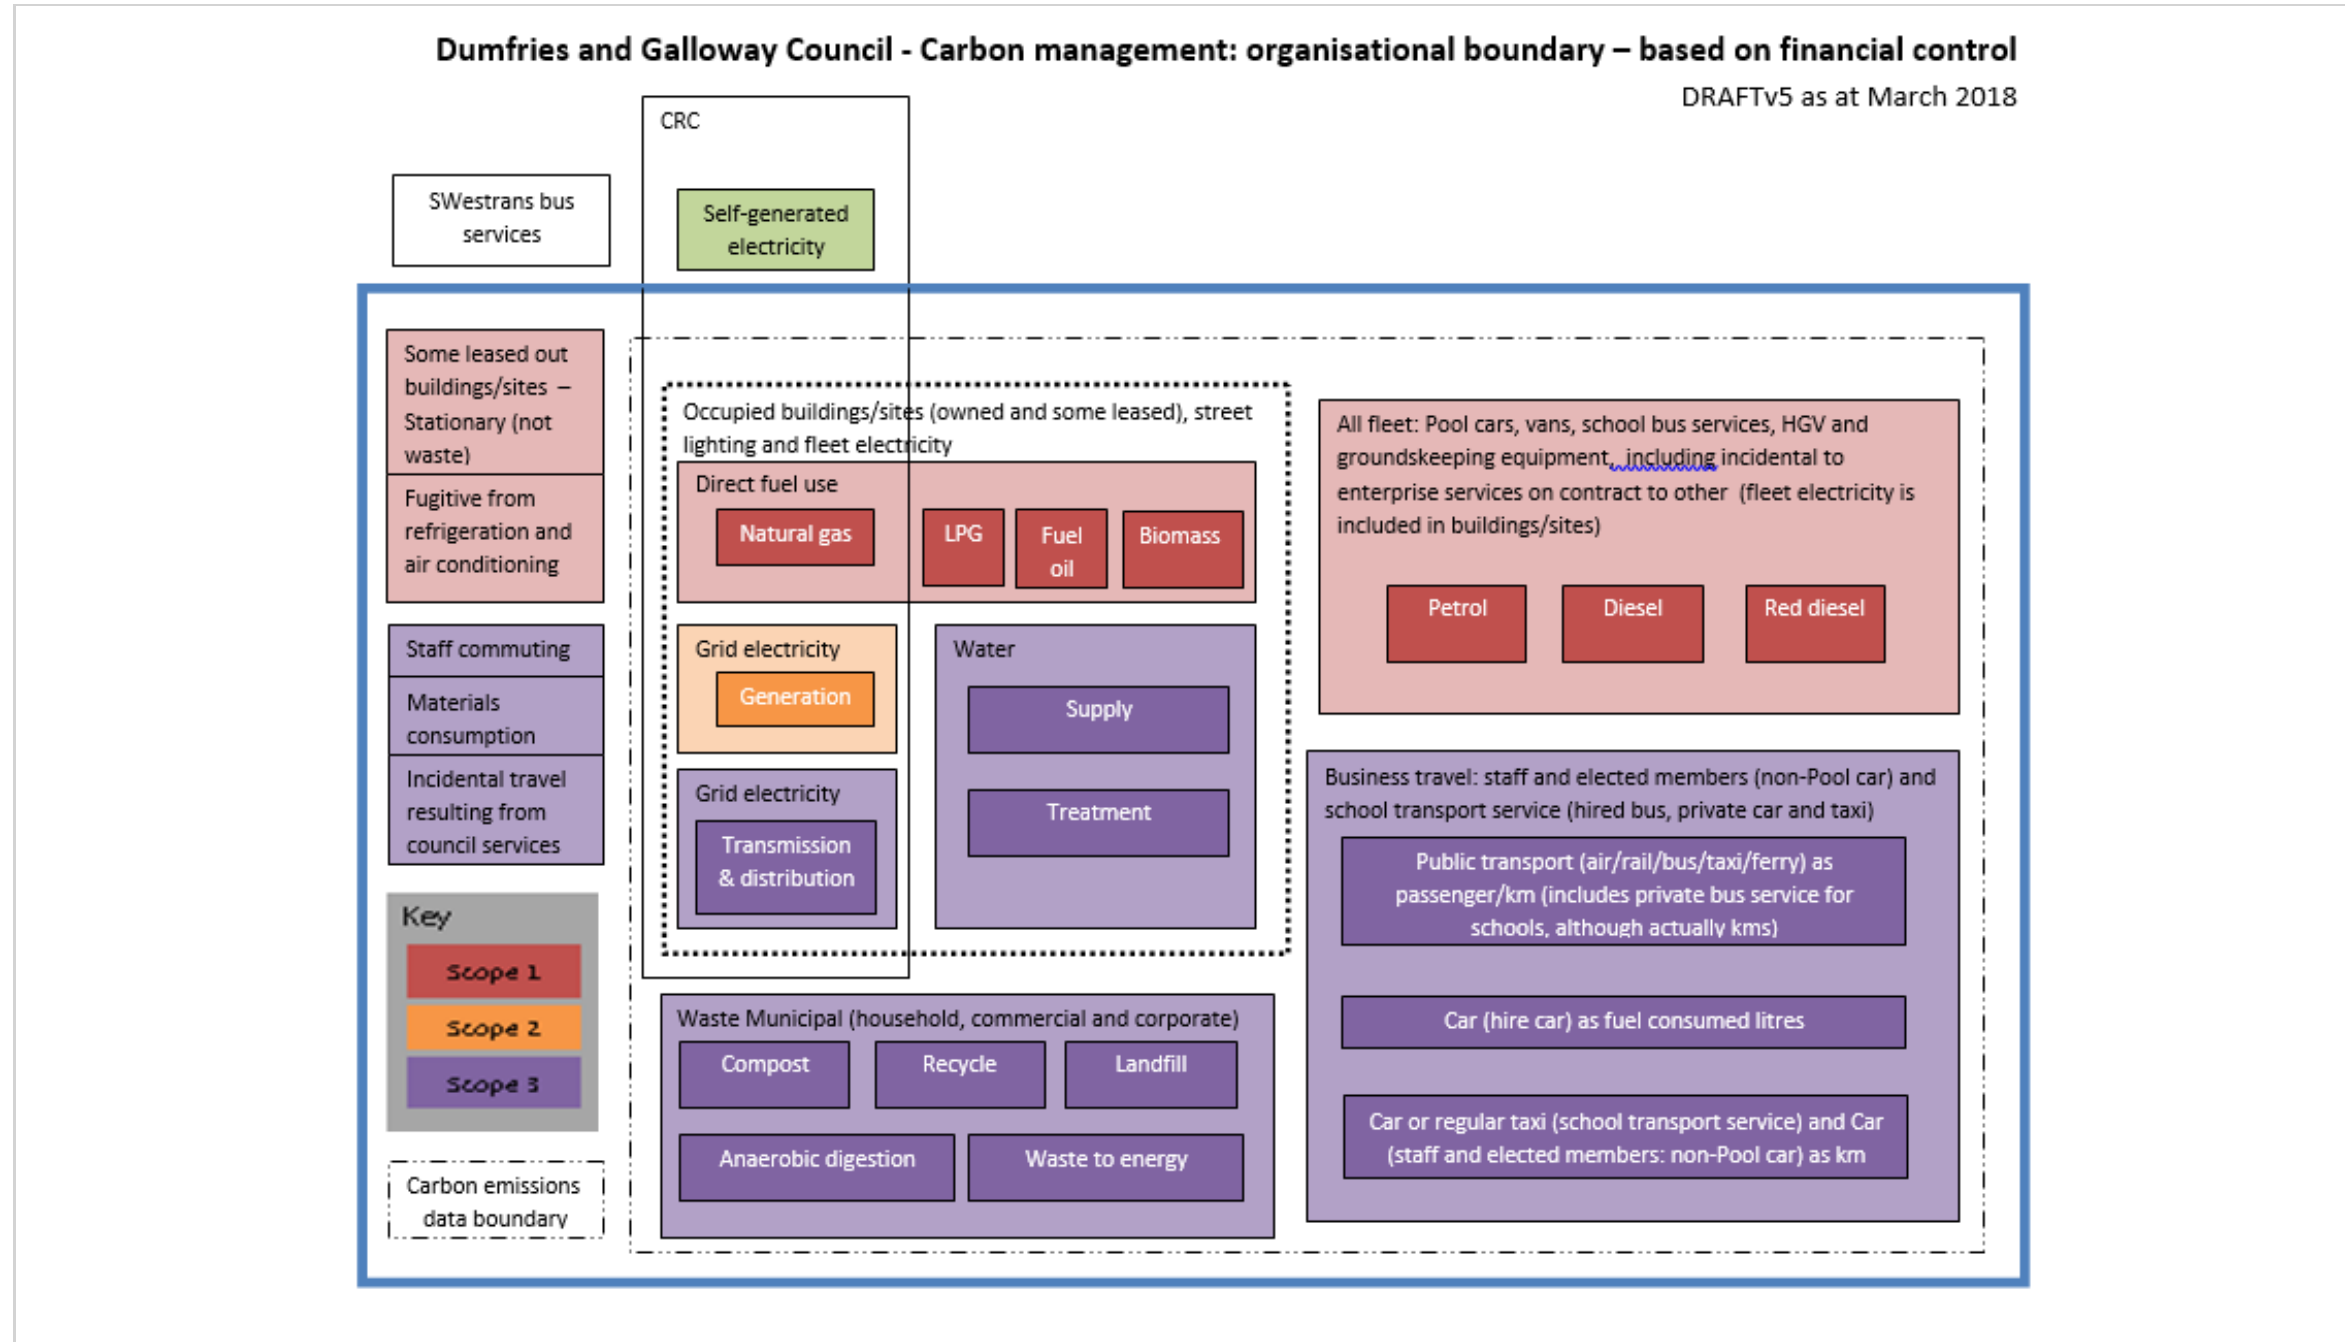 Dumfries and Galloway Council - Carbon management: organisational boundary – based on financial control
DRAFTv5 as at March 2018
CRC
SWestrans bus
services
Self-generated
electricity
Some leased out
buildings/sites –
Stationary (not
waste)
Fugitive from
refrigeration and
air conditioning
Staff commuting
Materials
consumption
Incidental travel
resulting from
council services
Key
Scope 1
Scope 2
Scope 3
Carbon emissions
data boundary
Occupied buildings/sites (owned and some leased), street
lighting and fleet electricity
Direct fuel use
Natural gas
LPG
Fuel
oil
Biomass
Grid electricity
Generation
Grid electricity
Transmission
& distribution
Water
Supply
Treatment
Waste Municipal (household, commercial and corporate)
Compost
Recycle
Landfill
Anaerobic digestion
Waste to energy
All fleet: Pool cars, vans, school bus services, HGV and
groundskeeping equipment, including incidental to
enterprise services on contract to other (fleet electricity is
included in buildings/sites)
Petrol
Diesel
Red diesel
Business travel: staff and elected members (non-Pool car) and
school transport service (hired bus, private car and taxi)
Public transport (air/rail/bus/taxi/ferry) as
passenger/km (includes private bus service for
schools, although actually kms)
Car (hire car) as fuel consumed litres
Car or regular taxi (school transport service) and Car
(staff and elected members: non-Pool car) as km